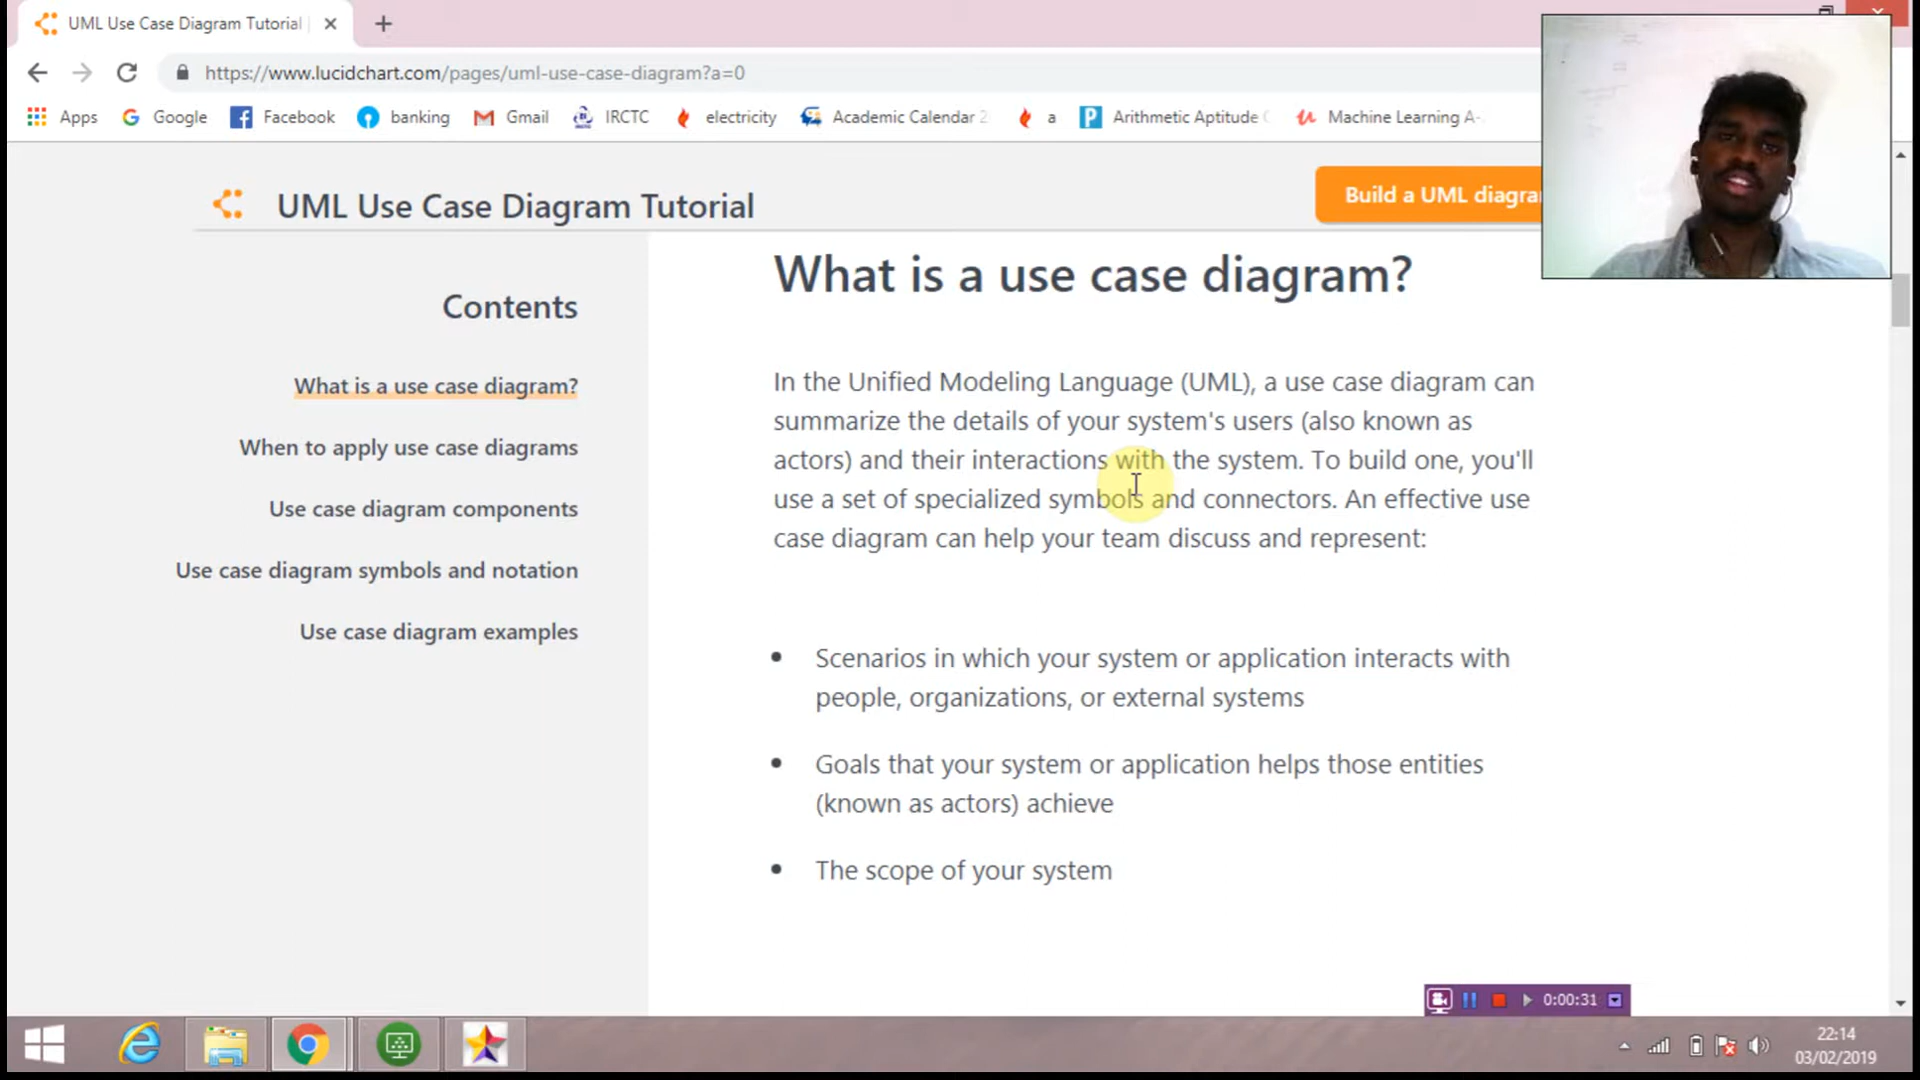 UML Use Case Diagram Tutorial
https://www.lucidchart.com/pages/uml-use-case-diagram?a=0
Apps Google Facebook banking Gmail IRCTC electricity Academic Calendar 2 a Arithmetic Aptitude Machine Learning A-
UML Use Case Diagram Tutorial
Build a UML diagra
Contents
What is a use case diagram?
When to apply use case diagrams
Use case diagram components
Use case diagram symbols and notation
Use case diagram examples
What is a use case diagram?
In the Unified Modeling Language (UML), a use case diagram can
summarize the details of your system's users (also known as
actors) and their interactions with the system. To build one, you'll
use a set of specialized symbols and connectors. An effective use
case diagram can help your team discuss and represent:
• Scenarios in which your system or application interacts with
people, organizations, or external systems
• Goals that your system or application helps those entities
(known as actors) achieve
• The scope of your system
0:00:31
22:14
03/02/2019